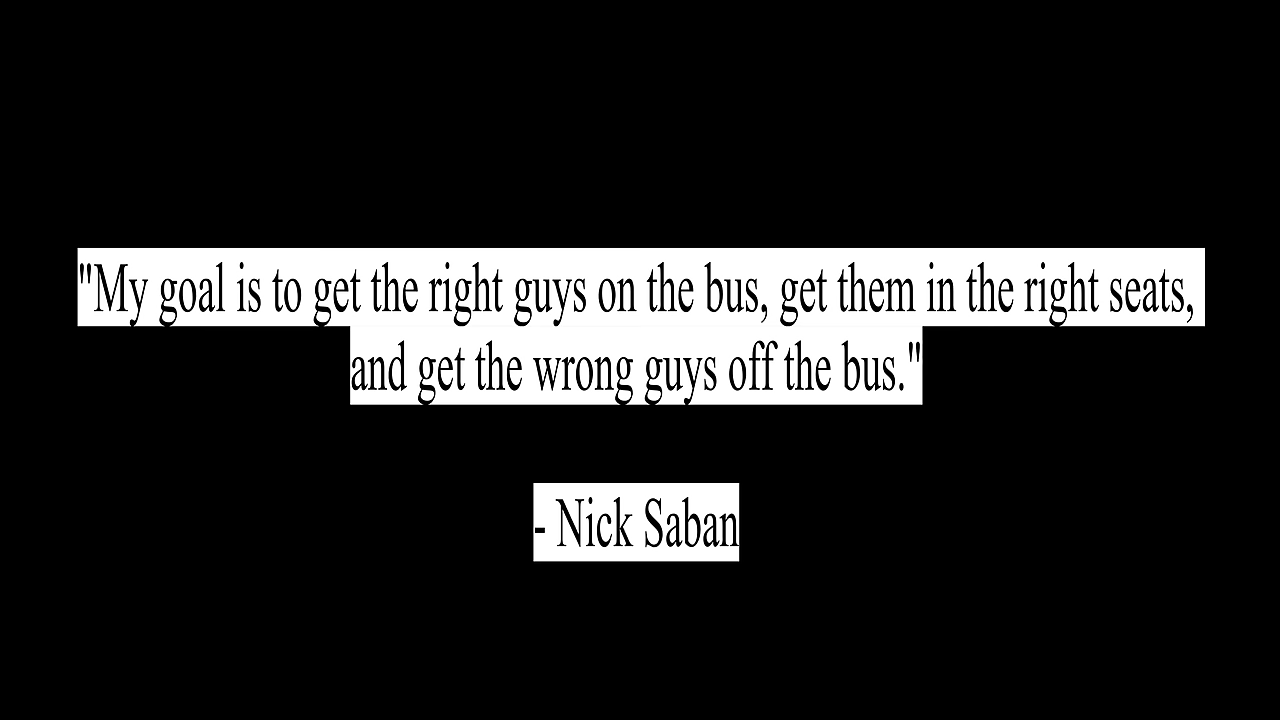 "My goal is to get the right guys on the bus, get them in the right seats,
and get the wrong guys off the bus."
- Nick Saban